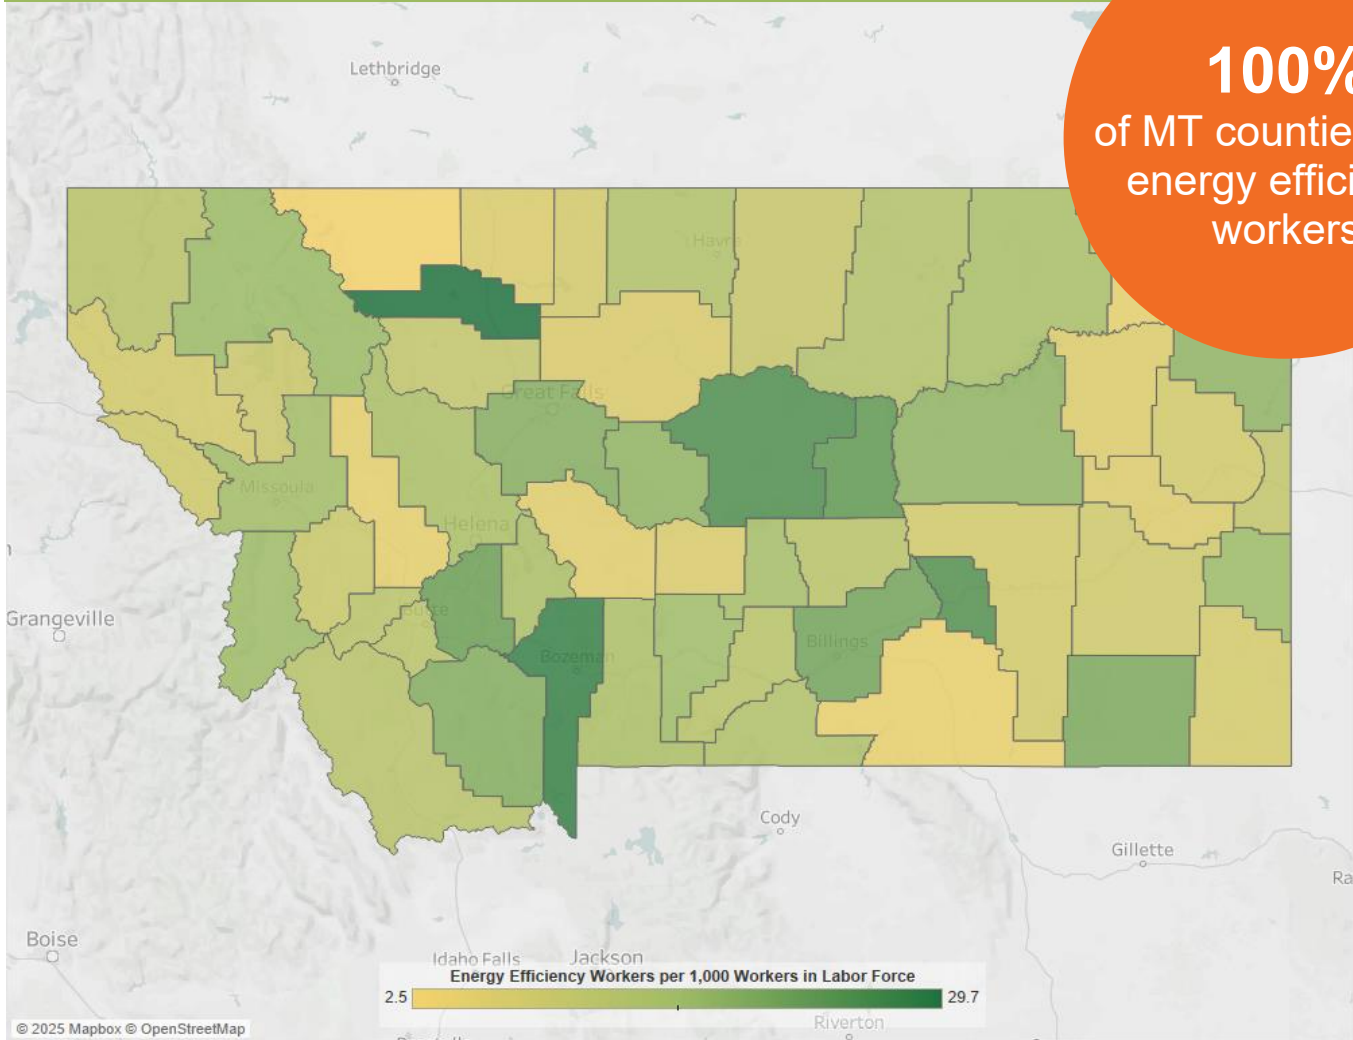 100%
of MT countie
energy effici
workers
Lethbridge
Havre
Great Falls
Missoula
Helena
Butte
Grangeville
Bozeman
Billings
Cody
Gillette
Ra
Boise
Idaho Falls
Jackson
Energy Efficiency Workers per 1,000 Workers in Labor Force
2.5
29.7
Riverton
© 2025 Mapbox © OpenStreetMap